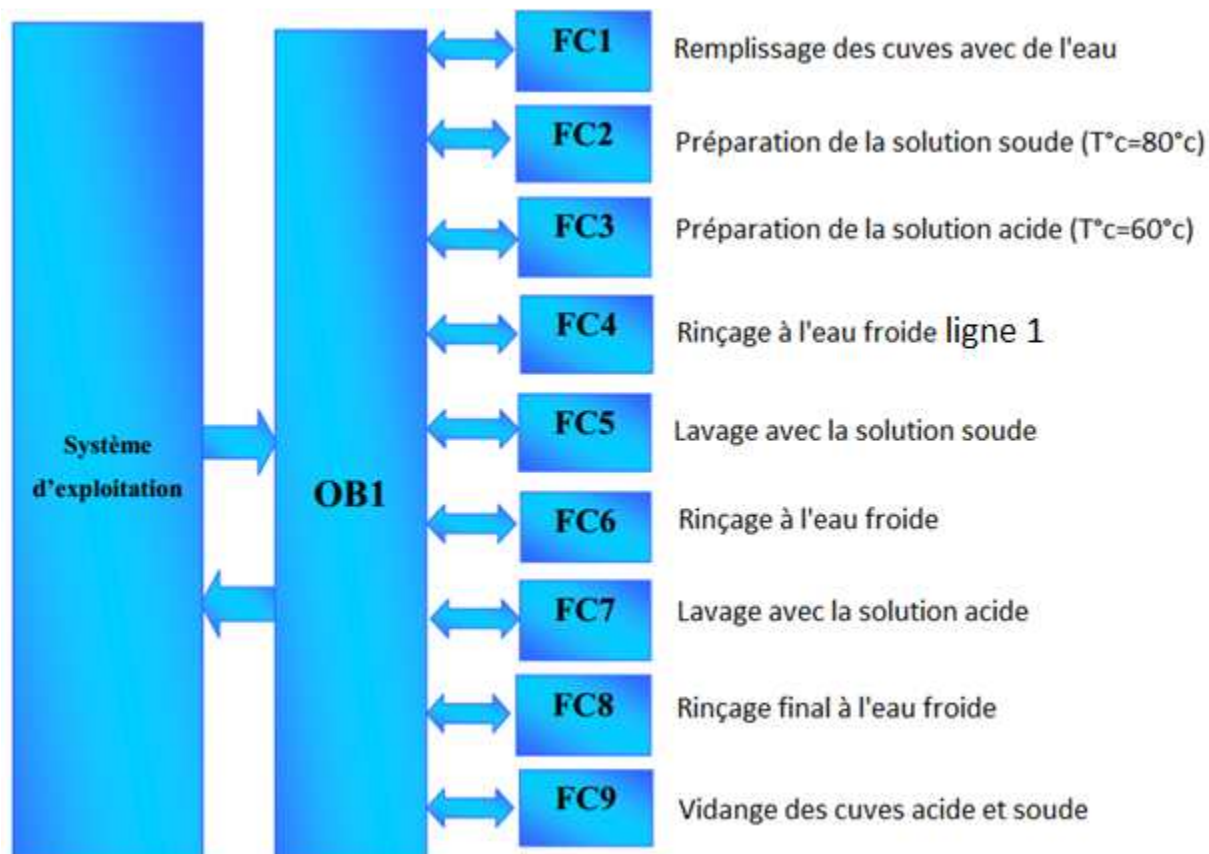 FC1 Remplissage des cuves avec de l'eau
FC2 Préparation de la solution soude (T°c=80°c)
FC3 Préparation de la solution acide (T°c=60°c)
FC4 Rinçage à l'eau froide ligne 1
FC5 Lavage avec la solution soude
Système
d'exploitation
OB1
FC6 Rinçage à l'eau froide
FC7 Lavage avec la solution acide
FC8 Rinçage final à l'eau froide
FC9 Vidange des cuves acide et soude